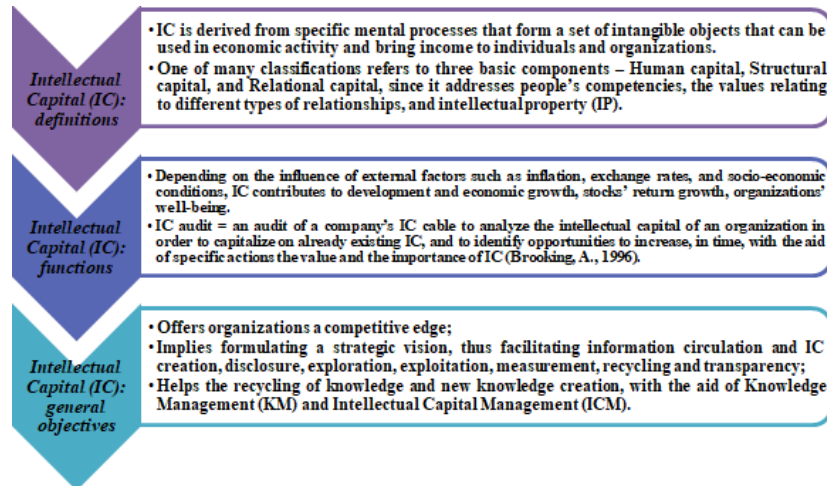 Intellectual
Capital (IC):
definitions
• IC is derived from specific mental processes that form a set of intangible objects that can be
used in economic activity and bring income to individuals and organizations.
• One of many classifications refers to three basic components – Human capital, Structural
capital, and Relational capital, since it addresses people's competencies, the values relating
to different types of relationships, and intellectual property (IP).
Intellectual
Capital (IC):
functions
• Depending on the influence of external factors such as inflation, exchange rates, and socio-economic
conditions, IC contributes to development and economic growth, stocks' return growth, organizations'
well-being.
• IC audit = an audit of a company's IC cable to analyze the intellectual capital of an organization in
order to capitalize on already existing IC, and to identify opportunities to increase, in time, with the aid
of specific actions the value and the importance of IC (Brooking, A., 1996).
Intellectual
Capital (IC):
general
objectives
• Offers organizations a competitive edge;
• Implies formulating a strategic vision, thus facilitating information circulation and IC
creation, disclosure, exploration, exploitation, measurement, recycling and transparency;
• Helps the recycling of knowledge and new knowledge creation, with the aid of Knowledge
Management (KM) and Intellectual Capital Management (ICM).